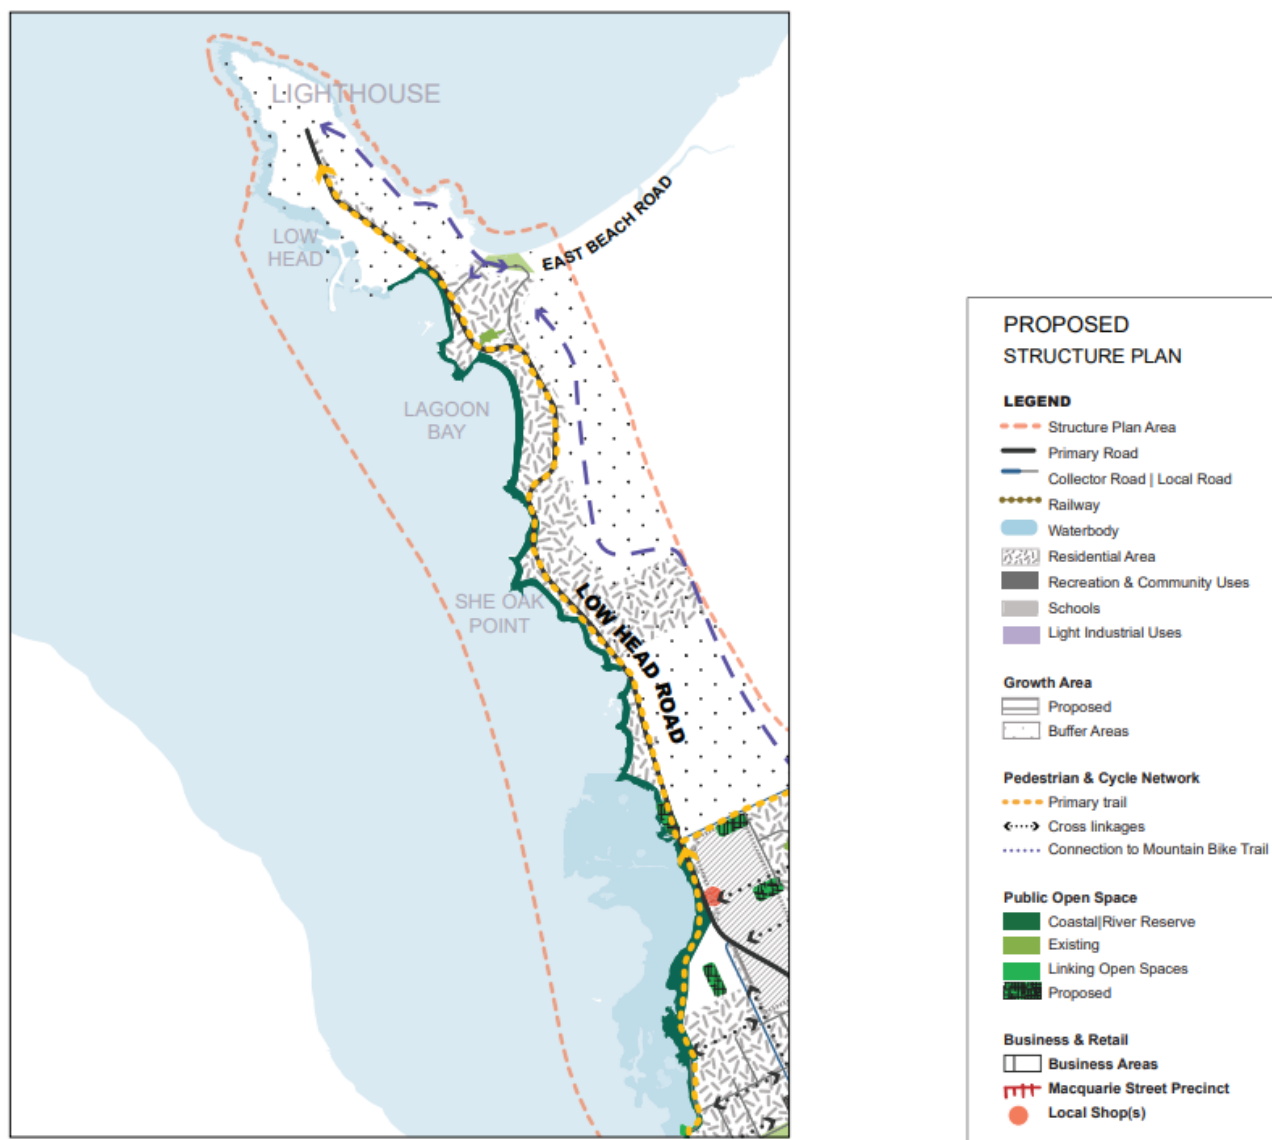 LIGHTHOUSE
LOW
HEAD
EAST BEACH ROAD
LAGOON
BAY
SHE OAK
POINT
LOW HEAD ROAD
PROPOSED
STRUCTURE PLAN
LEGEND
Structure Plan Area
Primary Road
Collector Road | Local Road
Railway
Waterbody
Residential Area
Recreation & Community Uses
Schools
Light Industrial Uses
Growth Area
Proposed
Buffer Areas
Pedestrian & Cycle Network
Primary trail
Cross linkages
Connection to Mountain Bike Trail
Public Open Space
Coastal|River Reserve
Existing
Linking Open Spaces
Proposed
Business & Retail
Business Areas
Macquarie Street Precinct
Local Shop(s)